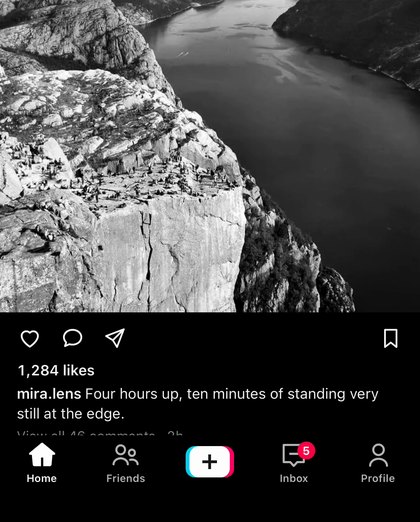 1,284 likes
mira.lens Four hours up, ten minutes of standing very
still at the edge.
5
Home
Friends
Inbox
Profile